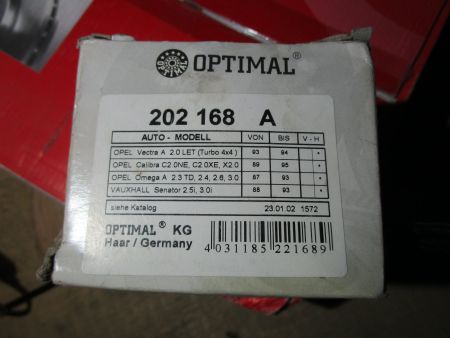 OPTIMAL®
OPTIMAL
202 168 A
AUTO - MODELL VON BIS V - H
OPEL Vectra A 2.0 LET (Turbo 4x4) 93 94 •
OPEL Calibra C2 0NE, C2 0XE, X2.0 89 95 •
OPEL Omega A 2.3 TD, 2.4, 2.6, 3.0 87 93 •
VAUXHALL Senator 2.5i, 3.0i 88 93 •
siehe Katalog 23.01.02 1572
OPTIMAL® KG
Haar / Germany
4 031185 221689